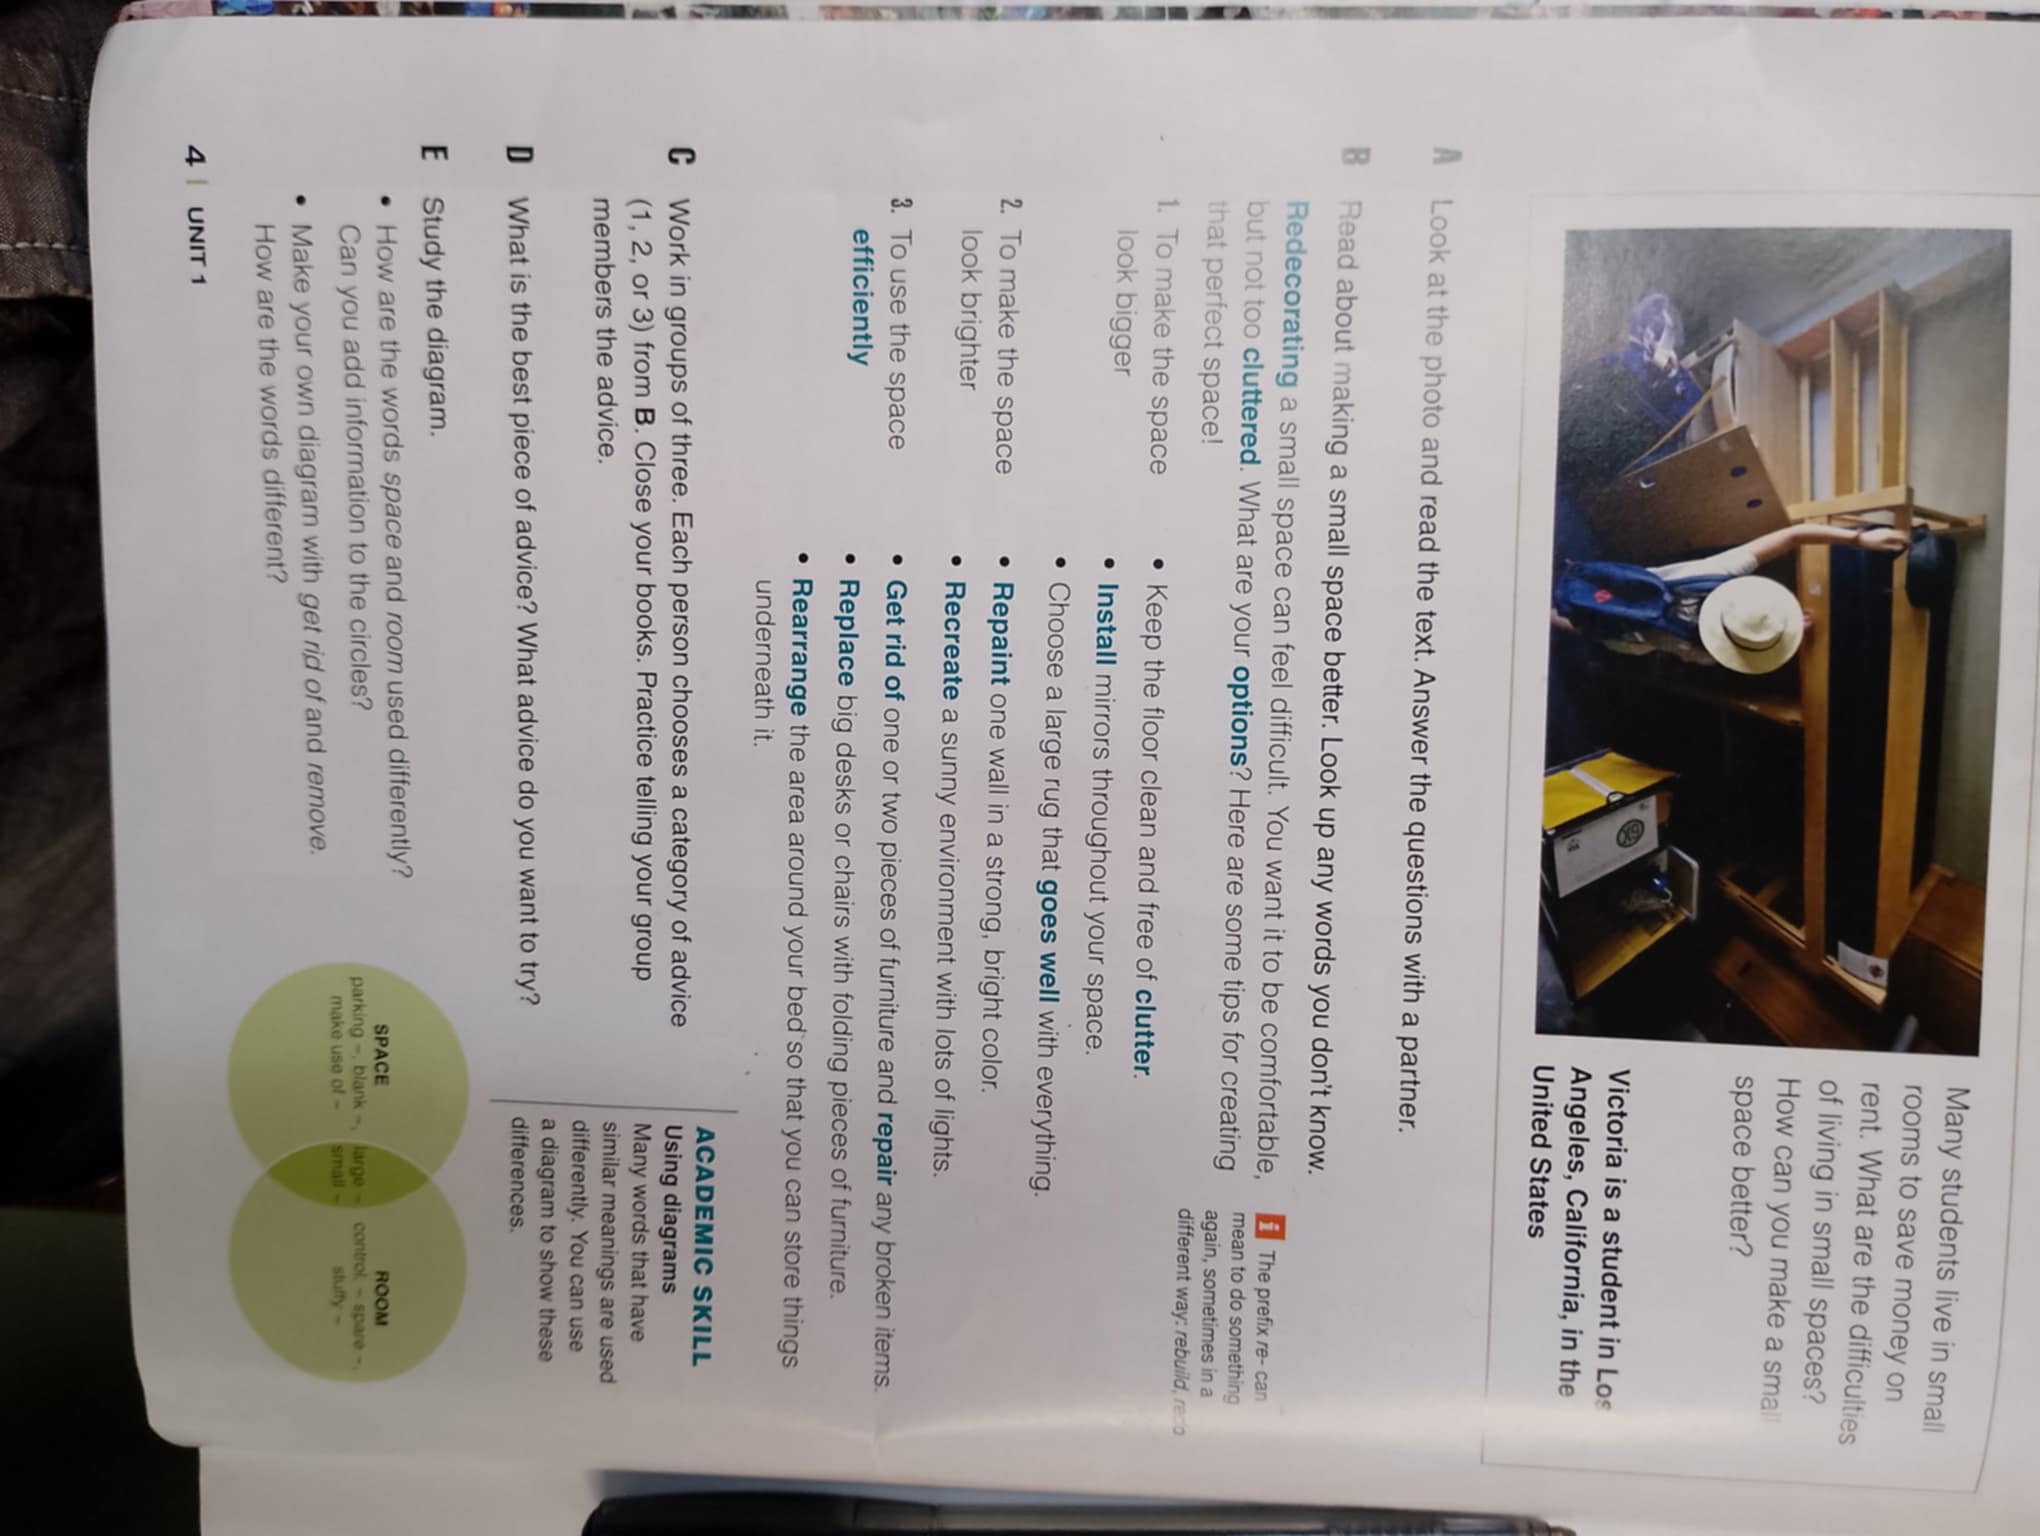 Many students live in small
rooms to save money on
rent. What are the difficulties
of living in small spaces?
How can you make a small
space better?
Victoria is a student in Los
Angeles, California, in the
United States
A Look at the photo and read the text. Answer the questions with a partner.
B Read about making a small space better. Look up any words you don't know.
Redecorating a small space can feel difficult. You want it to be comfortable,
but not too cluttered. What are your options? Here are some tips for creating
that perfect space!
i The prefix re- can
mean to do something
again, sometimes in a
different way: rebuild, redo
1. To make the space
look bigger
• Keep the floor clean and free of clutter.
• Install mirrors throughout your space.
• Choose a large rug that goes well with everything.
2. To make the space
look brighter
• Repaint one wall in a strong, bright color.
• Recreate a sunny environment with lots of lights.
3. To use the space
efficiently
• Get rid of one or two pieces of furniture and repair any broken items.
• Replace big desks or chairs with folding pieces of furniture.
• Rearrange the area around your bed so that you can store things
underneath it.
C Work in groups of three. Each person chooses a category of advice
(1, 2, or 3) from B. Close your books. Practice telling your group
members the advice.
D What is the best piece of advice? What advice do you want to try?
ACADEMIC SKILL
Using diagrams
Many words that have
similar meanings are used
differently. You can use
a diagram to show these
differences.
E Study the diagram.
• How are the words space and room used differently?
Can you add information to the circles?
• Make your own diagram with get rid of and remove.
How are the words different?
SPACE
parking ~, blank ~,
make use of ~
large ~
small ~
ROOM
control ~ spare ~,
stuffy ~
4 | UNIT 1